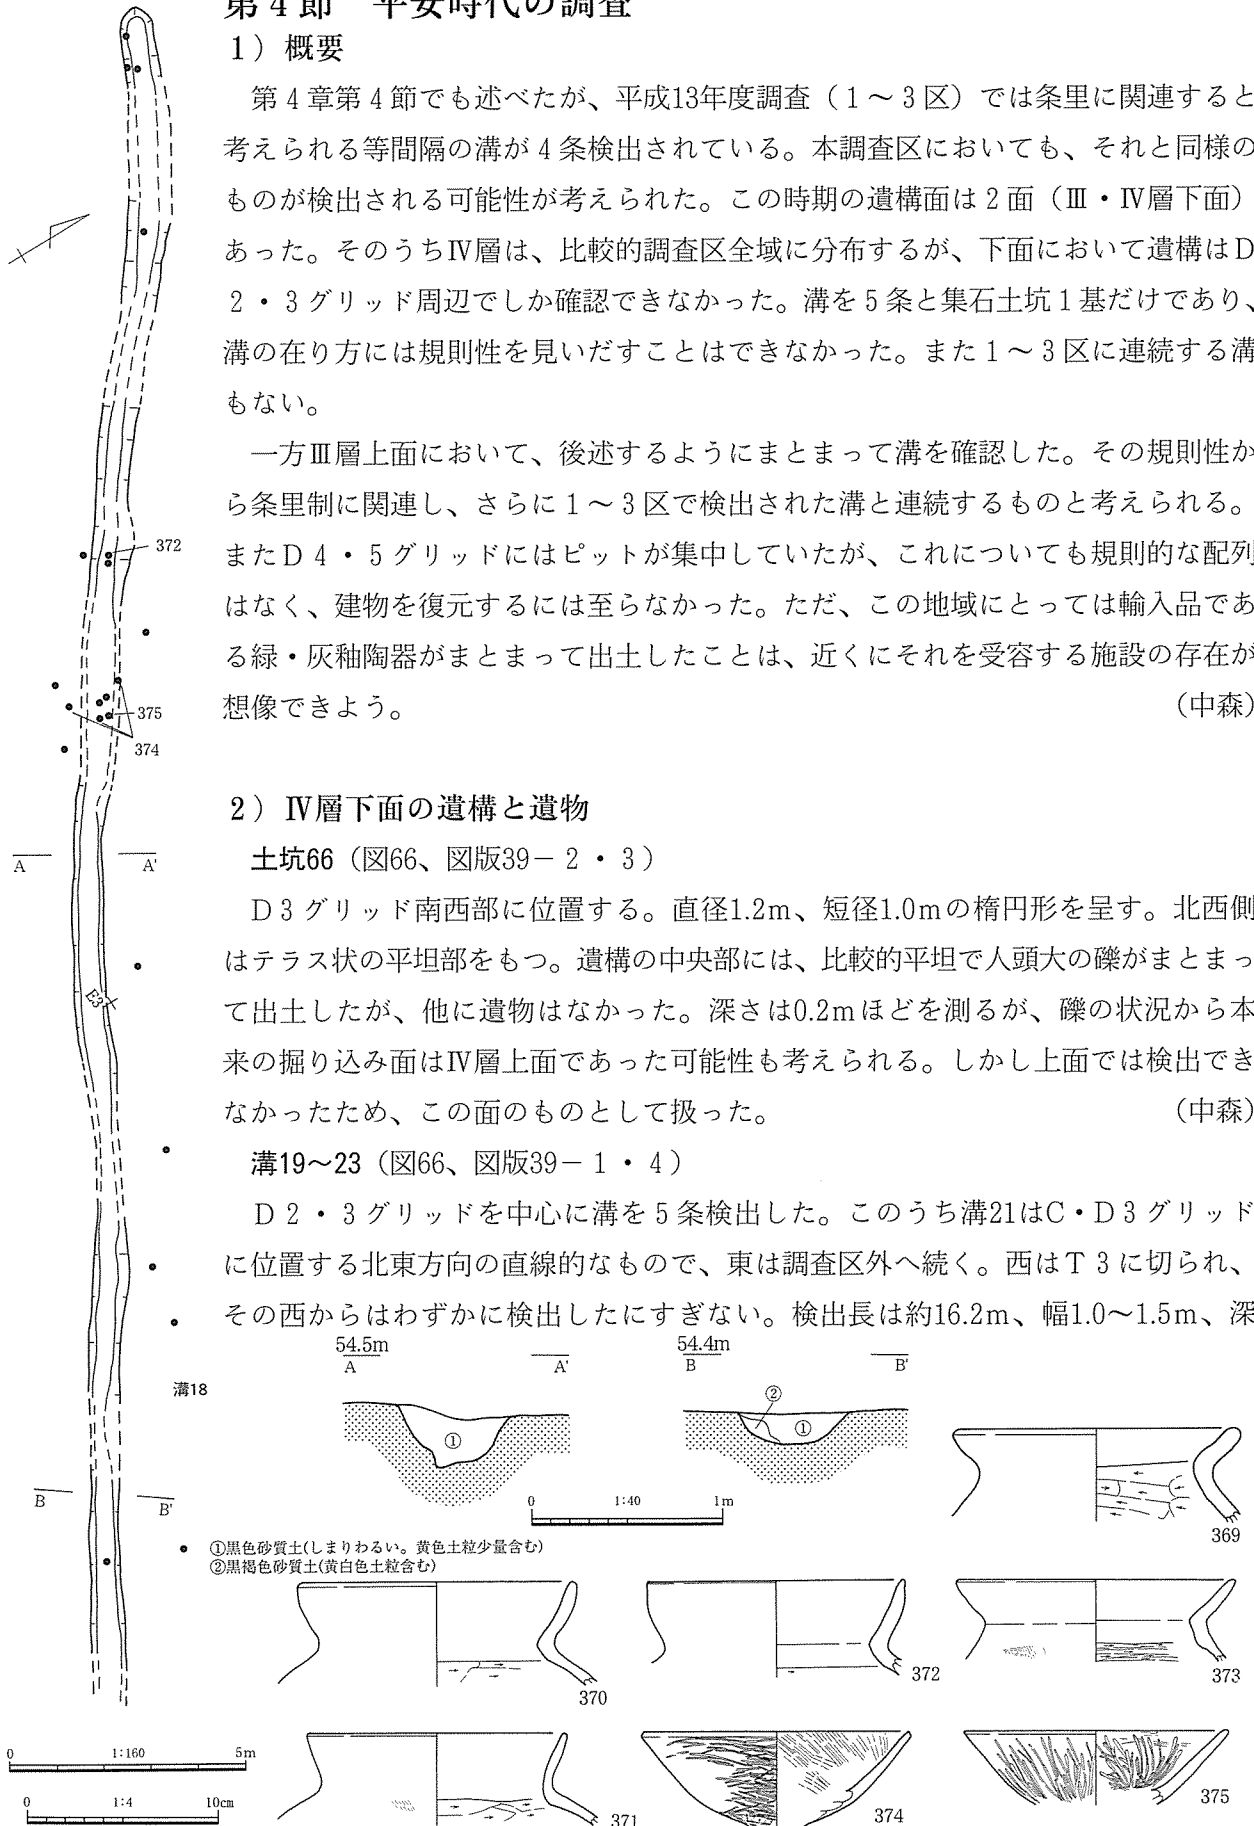 第4節　平安時代の調査
1）概要
第4章第4節でも述べたが、平成13年度調査（1～3区）では条里に関連すると
考えられる等間隔の溝が4条検出されている。本調査区においても、それと同様の
ものが検出される可能性が考えられた。この時期の遺構面は2面（Ⅲ・Ⅳ層下面）
あった。そのうちⅣ層は、比較的調査区全域に分布するが、下面において遺構はD
2・3グリッド周辺でしか確認できなかった。溝を5条と集石土坑1基だけであり、
溝の在り方には規則性を見いだすことはできなかった。また1～3区に連続する溝
もない。
一方Ⅲ層上面において、後述するようにまとまって溝を確認した。その規則性か
ら条里制に関連し、さらに1～3区で検出された溝と連続するものと考えられる。
またD4・5グリッドにはピットが集中していたが、これについても規則的な配列
はなく、建物を復元するには至らなかった。ただ、この地域にとっては輸入品であ
る緑・灰釉陶器がまとまって出土したことは、近くにそれを受容する施設の存在が
想像できよう。（中森）
2）Ⅳ層下面の遺構と遺物
土坑66（図66、図版39－2・3）
D3グリッド南西部に位置する。直径1.2m、短径1.0mの楕円形を呈す。北西側
はテラス状の平坦部をもつ。遺構の中央部には、比較的平坦で人頭大の礫がまとまっ
て出土したが、他に遺物はなかった。深さは0.2mほどを測るが、礫の状況から本
来の掘り込み面はⅣ層上面であった可能性も考えられる。しかし上面では検出でき
なかったため、この面のものとして扱った。（中森）
溝19～23（図66、図版39－1・4）
D2・3グリッドを中心に溝を5条検出した。このうち溝21はC・D3グリッド
に位置する北東方向の直線的なもので、東は調査区外へ続く。西はT3に切られ、
その西からはわずかに検出したにすぎない。検出長は約16.2m、幅1.0～1.5m、深
372
375
374
A A'
E3
溝18
B B'
54.5m
A A'
①
54.4m
B B'
②
①
0 1:40 1m
①黒色砂質土(しまりわるい。黄色土粒少量含む)
②黒褐色砂質土(黄白色土粒含む)
369
370
372
373
371
374
375
0 1:160 5m
0 1:4 10cm